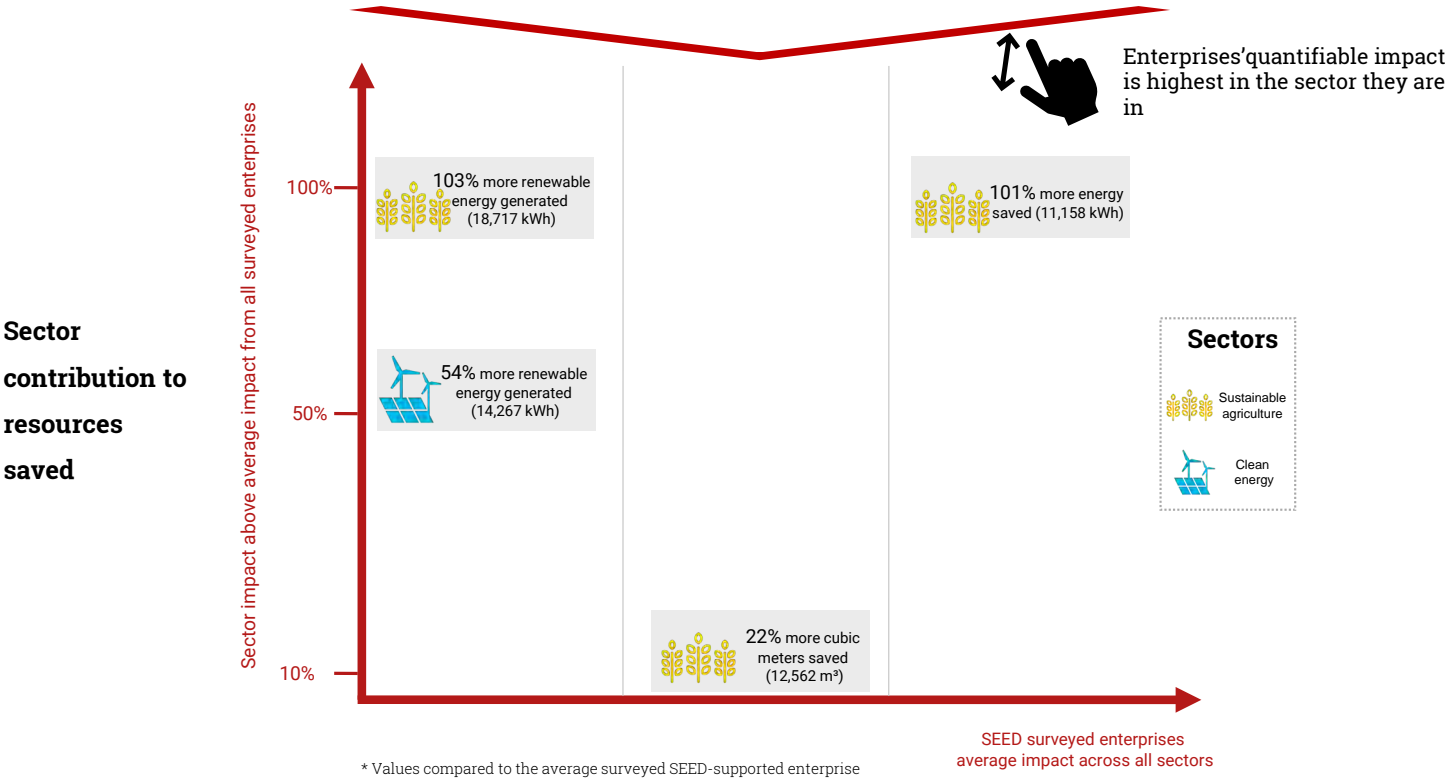 Enterprises’quantifiable impact
is highest in the sector they are
in
Sector impact above average impact from all surveyed enterprises
100%
50%
10%
103% more renewable
energy generated
(18,717 kWh)
101% more energy
saved (11,158 kWh)
54% more renewable
energy generated
(14,267 kWh)
22% more cubic
meters saved
(12,562 m³)
Sector
contribution to
resources
saved
Sectors
Sustainable
agriculture
Clean
energy
SEED surveyed enterprises
average impact across all sectors
* Values compared to the average surveyed SEED-supported enterprise